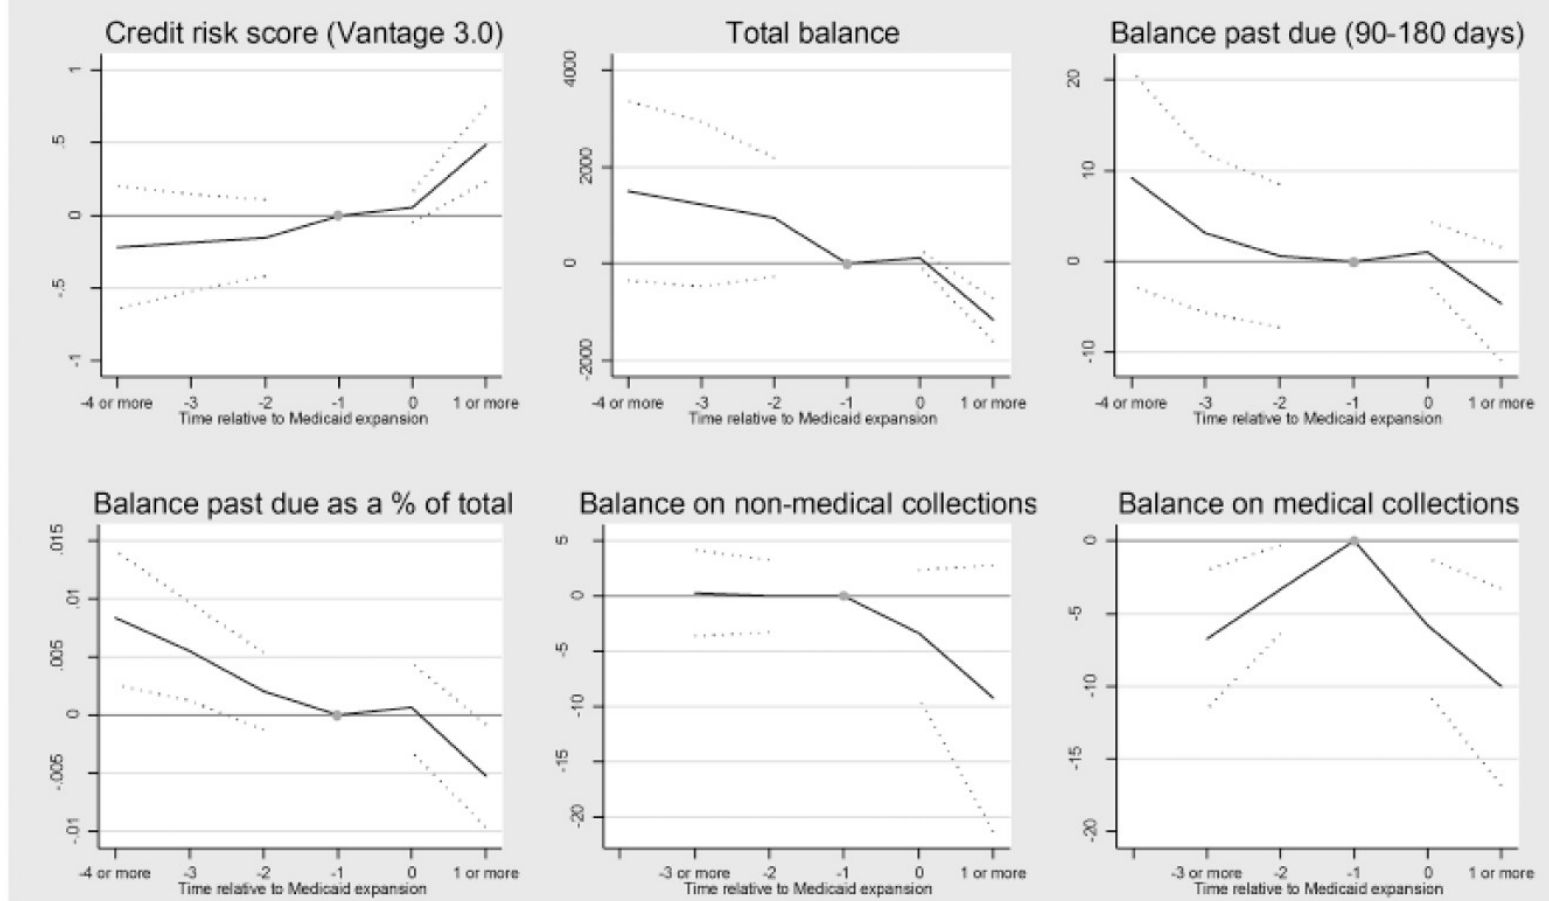 Credit risk score (Vantage 3.0)
1
.5
0
-.5
-1
-4 or more -3 -2 -1 0 1 or more
Time relative to Medicaid expansion
Total balance
4000
2000
0
-2000
-4 or more -3 -2 -1 0 1 or more
Time relative to Medicaid expansion
Balance past due (90-180 days)
20
10
0
-10
-4 or more -3 -2 -1 0 1 or more
Time relative to Medicaid expansion
Balance past due as a % of total
.015
.01
.005
0
-.005
-.01
-4 or more -3 -2 -1 0 1 or more
Time relative to Medicaid expansion
Balance on non-medical collections
5
0
-5
-10
-15
-20
-3 or more -2 -1 0 1 or more
Time relative to Medicaid expansion
Balance on medical collections
0
-5
-10
-15
-20
-3 or more -2 -1 0 1 or more
Time relative to Medicaid expansion